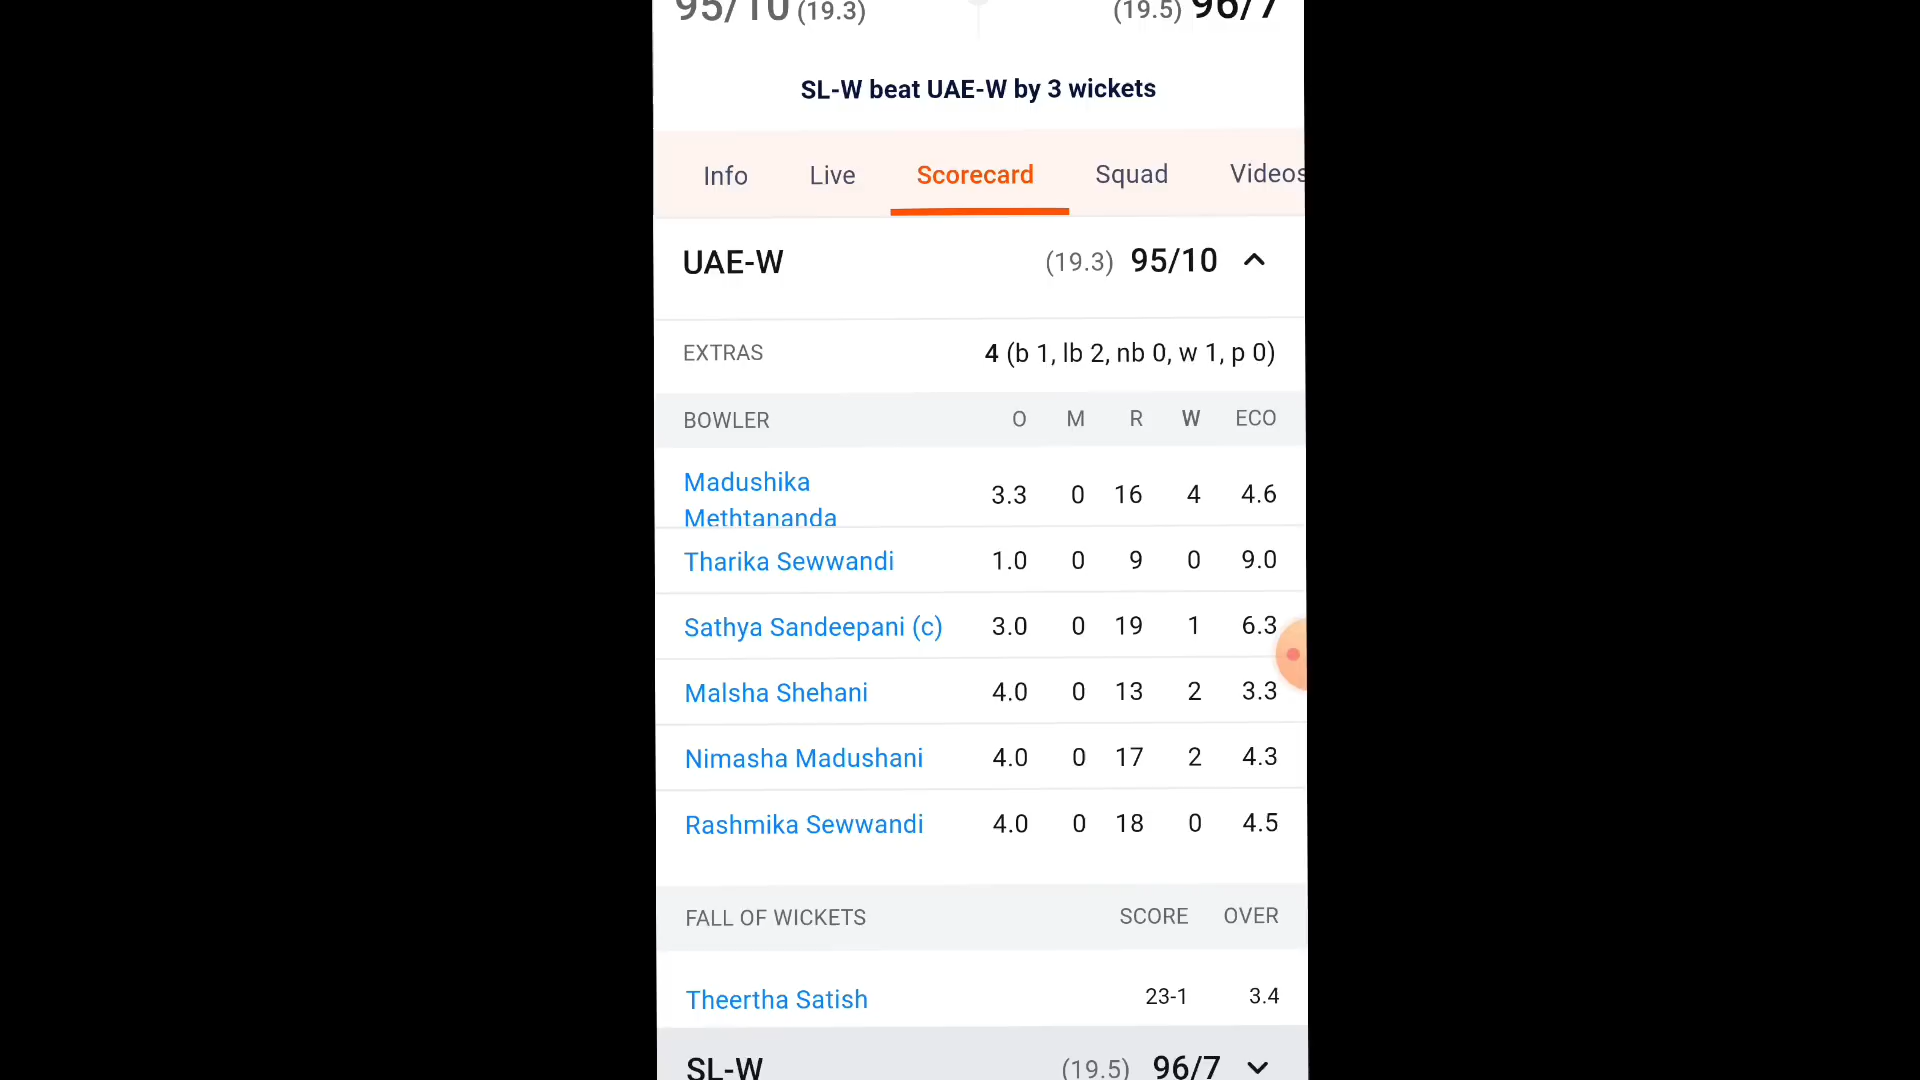 95/10 (19.3) (19.5) 96/7
SL-W beat UAE-W by 3 wickets
Info Live Scorecard Squad Videos
UAE-W (19.3) 95/10
EXTRAS 4 (b 1, lb 2, nb 0, w 1, p 0)
BOWLER O M R W ECO
Madushika
Methtananda 3.3 0 16 4 4.6
Tharika Sewwandi 1.0 0 9 0 9.0
Sathya Sandeepani (c) 3.0 0 19 1 6.3
Malsha Shehani 4.0 0 13 2 3.3
Nimasha Madushani 4.0 0 17 2 4.3
Rashmika Sewwandi 4.0 0 18 0 4.5
FALL OF WICKETS SCORE OVER
Theertha Satish 23-1 3.4
SL-W (19.5) 96/7